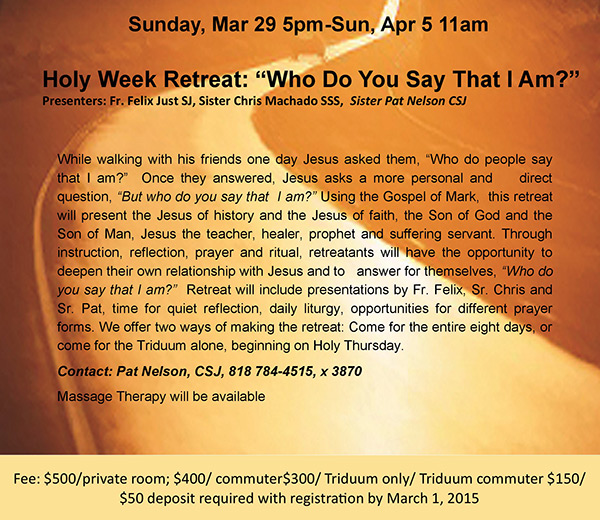 Sunday, Mar 29 5pm-Sun, Apr 5 11am
Holy Week Retreat: “Who Do You Say That I Am?”
Presenters: Fr. Felix Just SJ, Sister Chris Machado SSS, Sister Pat Nelson CSJ
While walking with his friends one day Jesus asked them, “Who do people say
that I am?” Once they answered, Jesus asks a more personal and direct
question, “But who do you say that I am?” Using the Gospel of Mark, this retreat
will present the Jesus of history and the Jesus of faith, the Son of God and the
Son of Man, Jesus the teacher, healer, prophet and suffering servant. Through
instruction, reflection, prayer and ritual, retreatants will have the opportunity to
deepen their own relationship with Jesus and to answer for themselves, “Who do
you say that I am?” Retreat will include presentations by Fr. Felix, Sr. Chris and
Sr. Pat, time for quiet reflection, daily liturgy, opportunities for different prayer
forms. We offer two ways of making the retreat: Come for the entire eight days, or
come for the Triduum alone, beginning on Holy Thursday.
Contact: Pat Nelson, CSJ, 818 784-4515, x 3870
Massage Therapy will be available
Fee: $500/private room; $400/ commuter$300/ Triduum only/ Triduum commuter $150/
$50 deposit required with registration by March 1, 2015